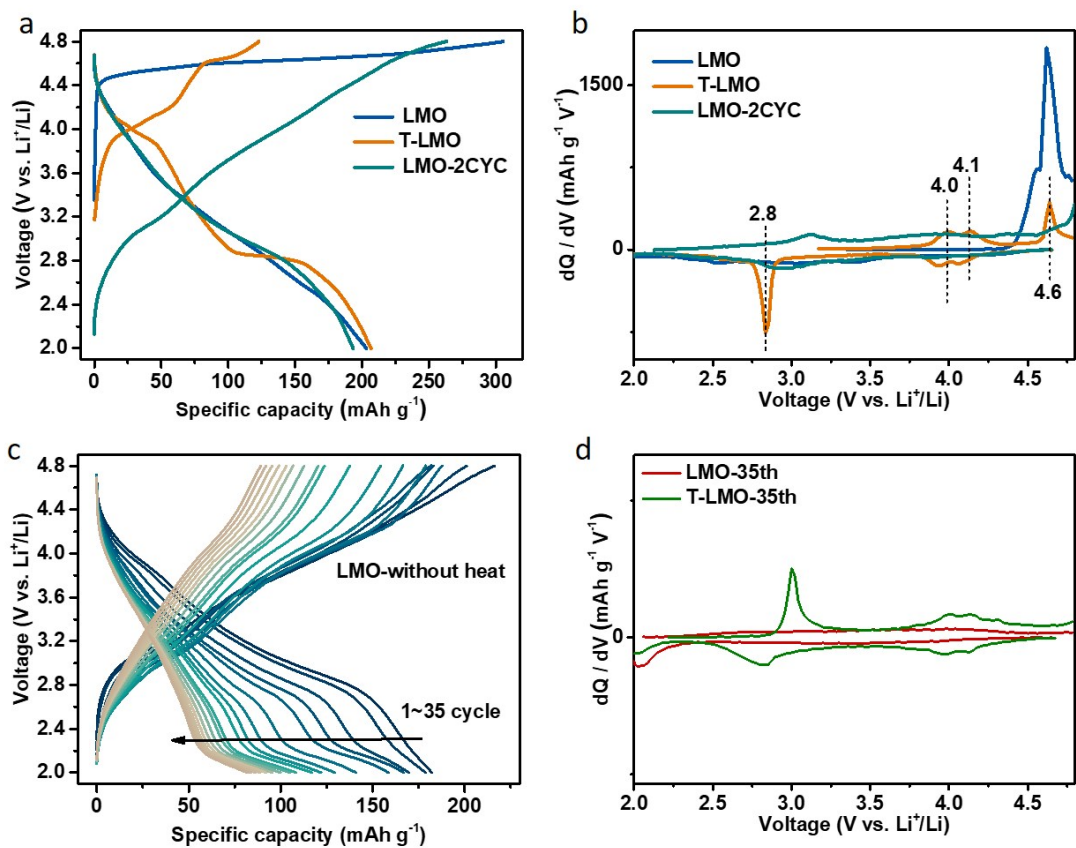 a
4.8
4.4
4.0
3.6
3.2
2.8
2.4
2.0
Voltage (V vs. Li⁺/Li)
LMO
T-LMO
LMO-2CYC
0 50 100 150 200 250 300
Specific capacity (mAh g⁻¹)
b
1500
0
dQ / dV (mAh g⁻¹ V⁻¹)
LMO
T-LMO
LMO-2CYC
2.8
4.0
4.1
4.6
2.0 2.5 3.0 3.5 4.0 4.5
Voltage (V vs. Li⁺/Li)
c
4.8
4.4
4.0
3.6
3.2
2.8
2.4
2.0
Voltage (V vs. Li⁺/Li)
LMO-without heat
1~35 cycle
0 50 100 150 200
Specific capacity (mAh g⁻¹)
d
0
dQ / dV (mAh g⁻¹ V⁻¹)
LMO-35th
T-LMO-35th
2.0 2.5 3.0 3.5 4.0 4.5
Voltage (V vs. Li⁺/Li)